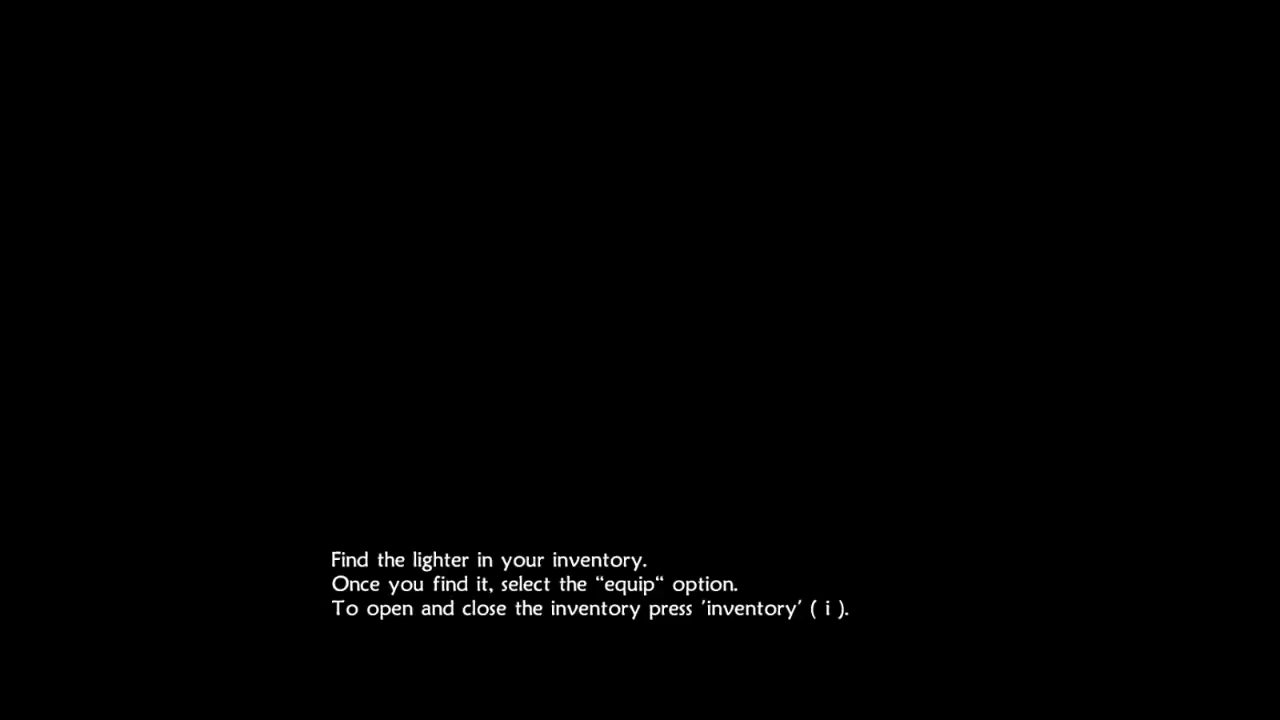 Find the lighter in your inventory.
Once you find it, select the “equip“ option.
To open and close the inventory press 'inventory' ( i ).